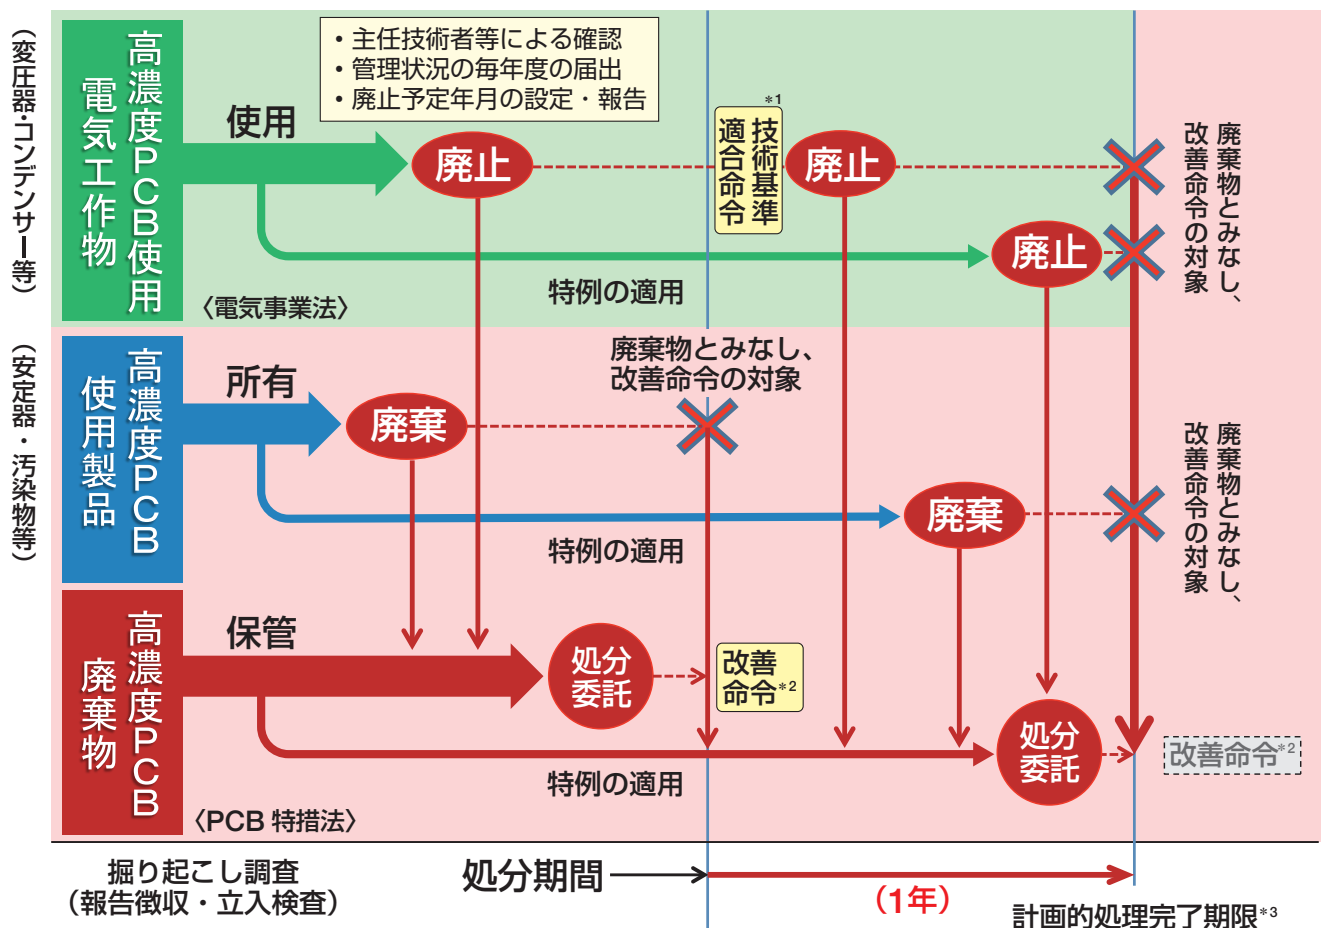 （変圧器・コンデンサー等）
高濃度PCB使用
電気工作物
・主任技術者等による確認
・管理状況の毎年度の届出
・廃止予定年月の設定・報告
使用
廃止
*1
技術基準
適合命令
廃止
廃止
特例の適用
〈電気事業法〉
廃棄物とみなし、
改善命令の対象
（安定器・汚染物等）
高濃度PCB
使用製品
所有
廃棄
廃棄物とみなし、
改善命令の対象
廃棄
特例の適用
廃棄物とみなし、
改善命令の対象
高濃度PCB
廃棄物
保管
処分
委託
改善
命令*2
処分
委託
改善命令*2
特例の適用
〈PCB 特措法〉
掘り起こし調査
（報告徴収・立入検査）
処分期間
（1年）
計画的処理完了期限*3